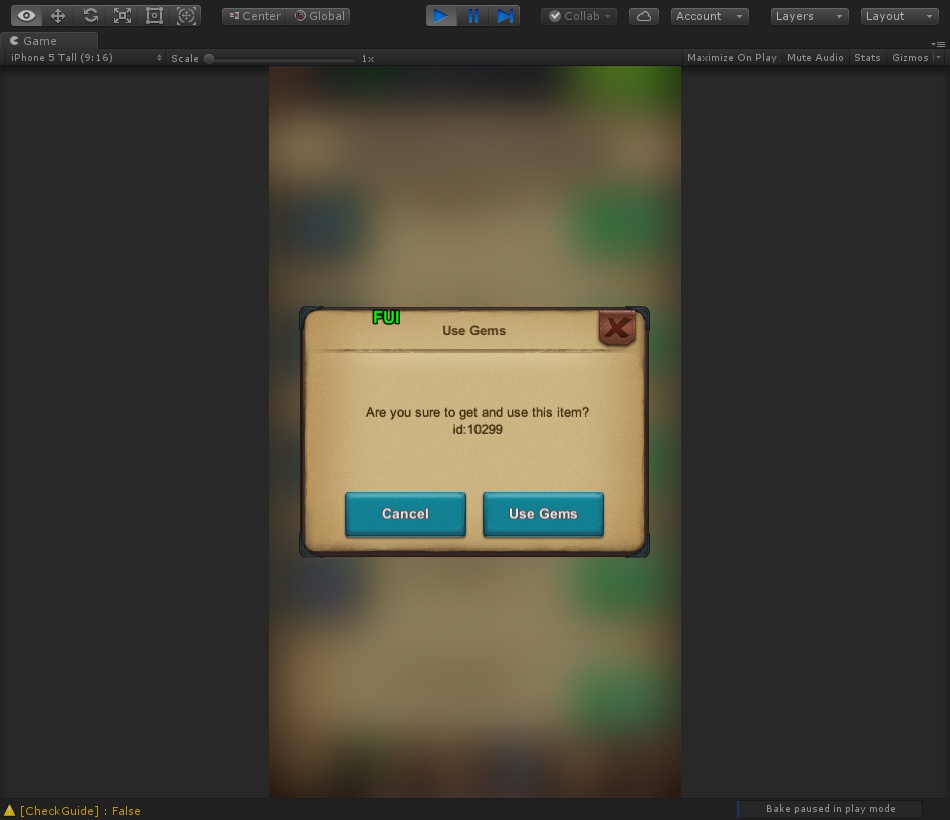 Center Global Collab Account Layers Layout
Game
iPhone 5 Tall (9:16) Scale 1x Maximize On Play Mute Audio Stats Gizmos
FUI
Use Gems
Are you sure to get and use this item?
id:10299
Cancel Use Gems
[CheckGuide] : False Bake paused in play mode